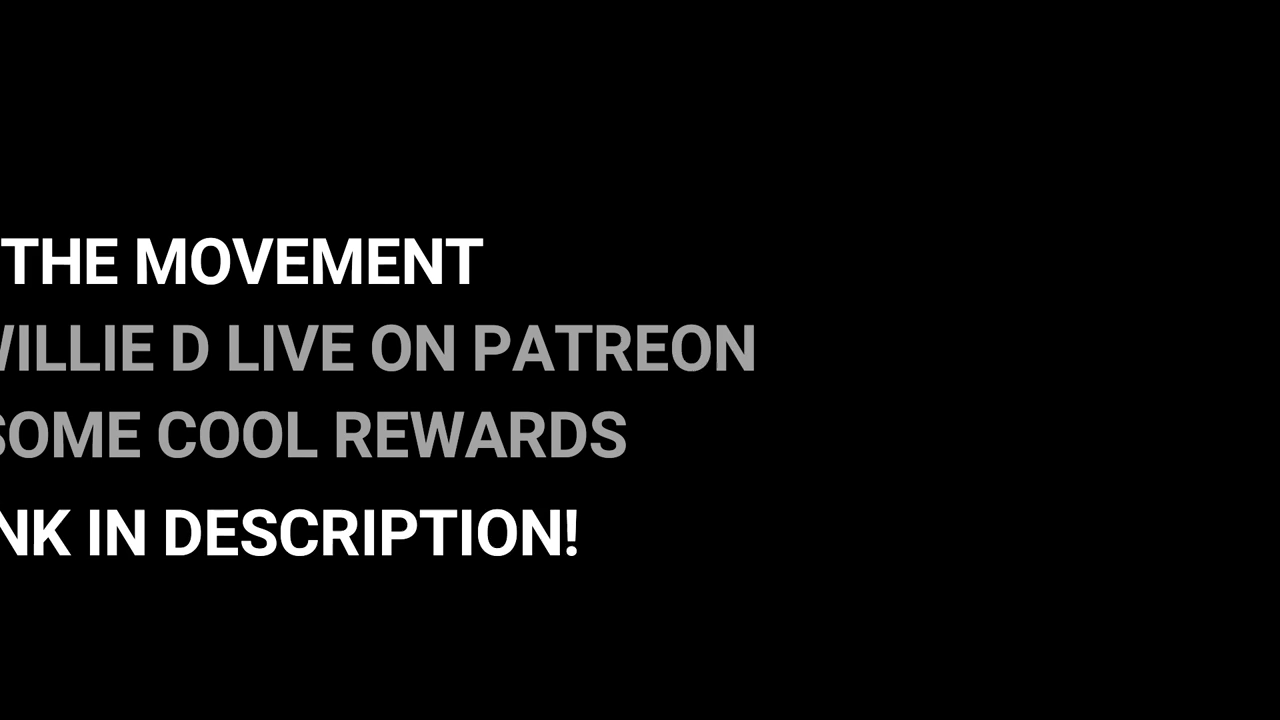 THE MOVEMENT
WILLIE D LIVE ON PATREON
SOME COOL REWARDS
NK IN DESCRIPTION!